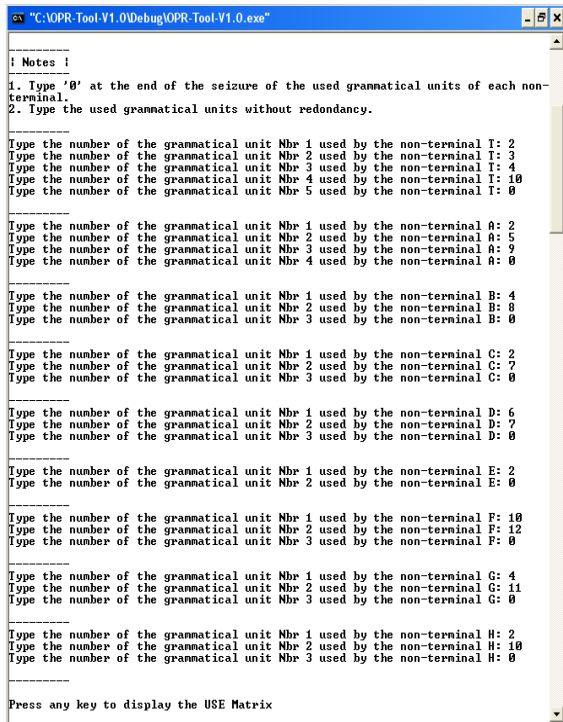 "C:\OPR-Tool-V1.0\Debug\OPR-Tool-V1.0.exe"
---------
| Notes |
---------
1. Type '0' at the end of the seizure of the used grammatical units of each non-
terminal.
2. Type the used grammatical units without redondancy.
---------
Type the number of the grammatical unit Nbr 1 used by the non-terminal T: 2
Type the number of the grammatical unit Nbr 2 used by the non-terminal T: 3
Type the number of the grammatical unit Nbr 3 used by the non-terminal T: 4
Type the number of the grammatical unit Nbr 4 used by the non-terminal T: 10
Type the number of the grammatical unit Nbr 5 used by the non-terminal T: 0
---------
Type the number of the grammatical unit Nbr 1 used by the non-terminal A: 2
Type the number of the grammatical unit Nbr 2 used by the non-terminal A: 5
Type the number of the grammatical unit Nbr 3 used by the non-terminal A: 9
Type the number of the grammatical unit Nbr 4 used by the non-terminal A: 0
---------
Type the number of the grammatical unit Nbr 1 used by the non-terminal B: 4
Type the number of the grammatical unit Nbr 2 used by the non-terminal B: 8
Type the number of the grammatical unit Nbr 3 used by the non-terminal B: 0
---------
Type the number of the grammatical unit Nbr 1 used by the non-terminal C: 2
Type the number of the grammatical unit Nbr 2 used by the non-terminal C: 7
Type the number of the grammatical unit Nbr 3 used by the non-terminal C: 0
---------
Type the number of the grammatical unit Nbr 1 used by the non-terminal D: 6
Type the number of the grammatical unit Nbr 2 used by the non-terminal D: 7
Type the number of the grammatical unit Nbr 3 used by the non-terminal D: 0
---------
Type the number of the grammatical unit Nbr 1 used by the non-terminal E: 2
Type the number of the grammatical unit Nbr 2 used by the non-terminal E: 0
---------
Type the number of the grammatical unit Nbr 1 used by the non-terminal F: 10
Type the number of the grammatical unit Nbr 2 used by the non-terminal F: 12
Type the number of the grammatical unit Nbr 3 used by the non-terminal F: 0
---------
Type the number of the grammatical unit Nbr 1 used by the non-terminal G: 4
Type the number of the grammatical unit Nbr 2 used by the non-terminal G: 11
Type the number of the grammatical unit Nbr 3 used by the non-terminal G: 0
---------
Type the number of the grammatical unit Nbr 1 used by the non-terminal H: 2
Type the number of the grammatical unit Nbr 2 used by the non-terminal H: 10
Type the number of the grammatical unit Nbr 3 used by the non-terminal H: 0
---------
Press any key to display the USE Matrix